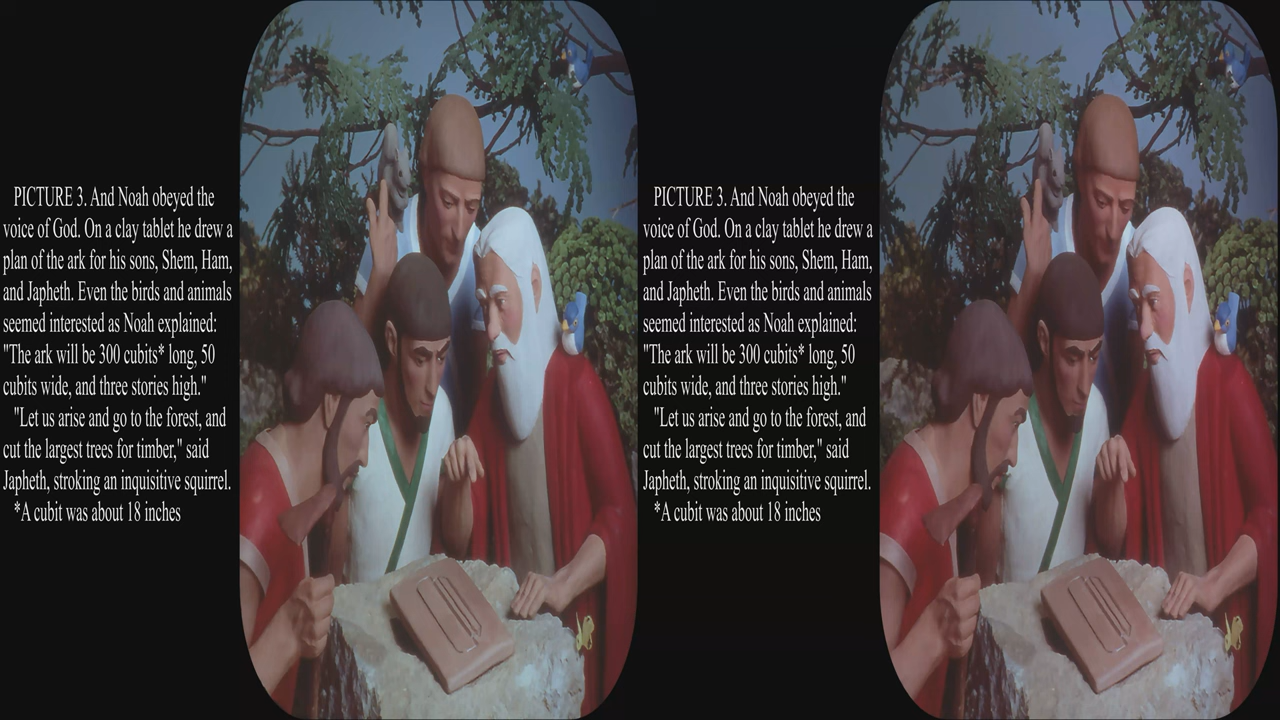 PICTURE 3. And Noah obeyed the
voice of God. On a clay tablet he drew a
plan of the ark for his sons, Shem, Ham,
and Japheth. Even the birds and animals
seemed interested as Noah explained:
"The ark will be 300 cubits* long, 50
cubits wide, and three stories high."
"Let us arise and go to the forest, and
cut the largest trees for timber," said
Japheth, stroking an inquisitive squirrel.
*A cubit was about 18 inches
PICTURE 3. And Noah obeyed the
voice of God. On a clay tablet he drew a
plan of the ark for his sons, Shem, Ham,
and Japheth. Even the birds and animals
seemed interested as Noah explained:
"The ark will be 300 cubits* long, 50
cubits wide, and three stories high."
"Let us arise and go to the forest, and
cut the largest trees for timber," said
Japheth, stroking an inquisitive squirrel.
*A cubit was about 18 inches